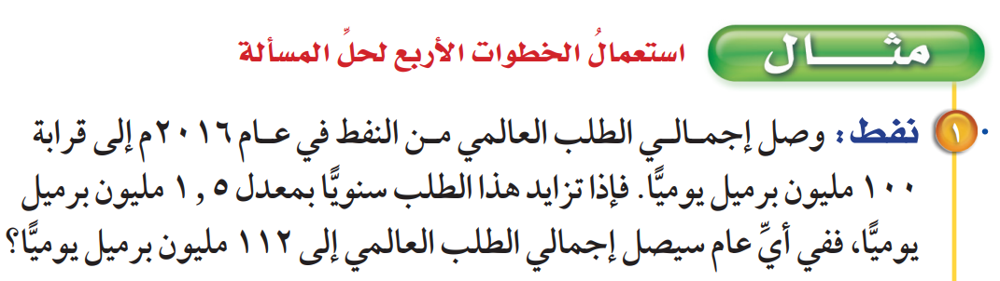 مثـــال
استعمالُ الخطوات الأربع لحلِّ المسألة
١ نفط: وصل إجمالي الطلب العالمي من النفط في عام ٢٠١٦م إلى قرابة
١٠٠ مليون برميل يوميًّا. فإذا تزايد هذا الطلب سنويًّا بمعدل ١,٥ مليون برميل
يوميًّا، ففي أيِّ عام سيصل إجمالي الطلب العالمي إلى ١١٢ مليون برميل يوميًّا؟